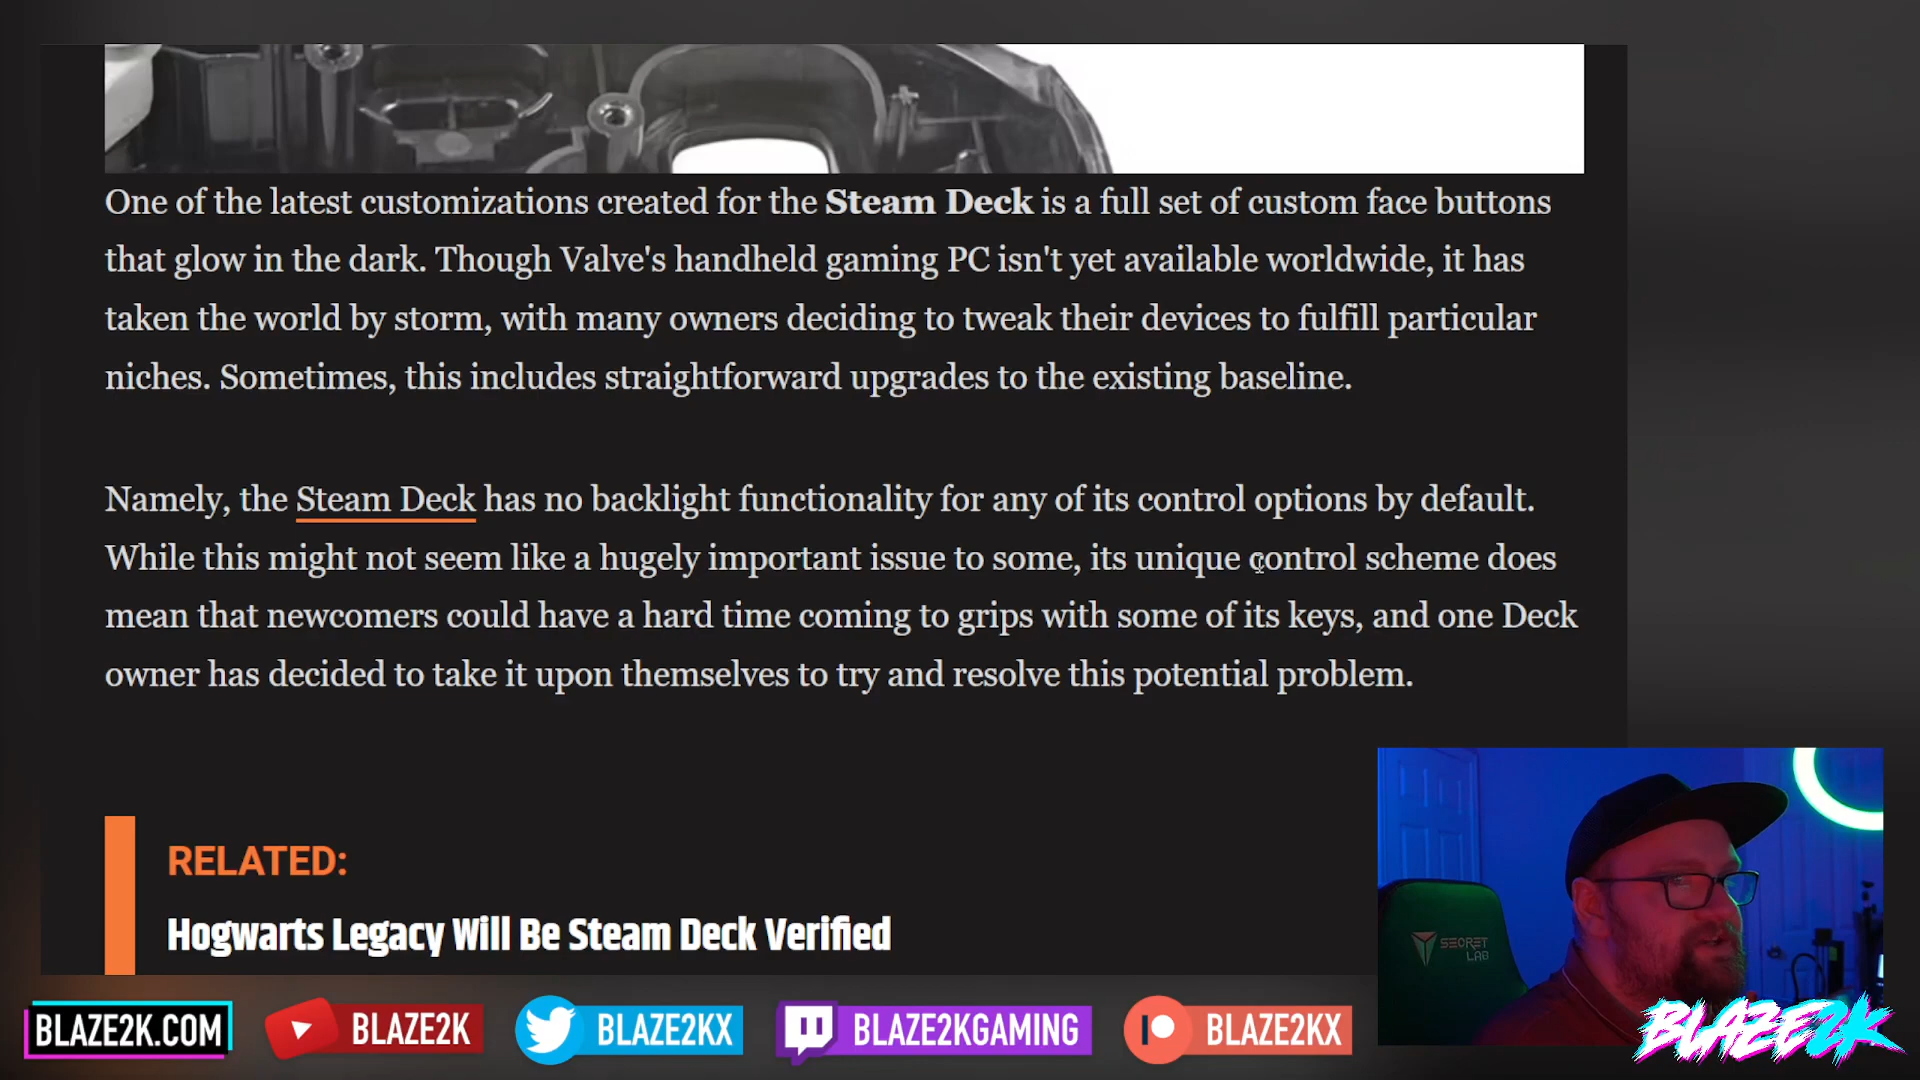 One of the latest customizations created for the Steam Deck is a full set of custom face buttons
that glow in the dark. Though Valve's handheld gaming PC isn't yet available worldwide, it has
taken the world by storm, with many owners deciding to tweak their devices to fulfill particular
niches. Sometimes, this includes straightforward upgrades to the existing baseline.
Namely, the Steam Deck has no backlight functionality for any of its control options by default.
While this might not seem like a hugely important issue to some, its unique control scheme does
mean that newcomers could have a hard time coming to grips with some of its keys, and one Deck
owner has decided to take it upon themselves to try and resolve this potential problem.
RELATED:
Hogwarts Legacy Will Be Steam Deck Verified
SECRET
LAB
BLAZE2K.COM
BLAZE2K
BLAZE2KX
BLAZE2KGAMING
BLAZE2KX
BLAZE2K